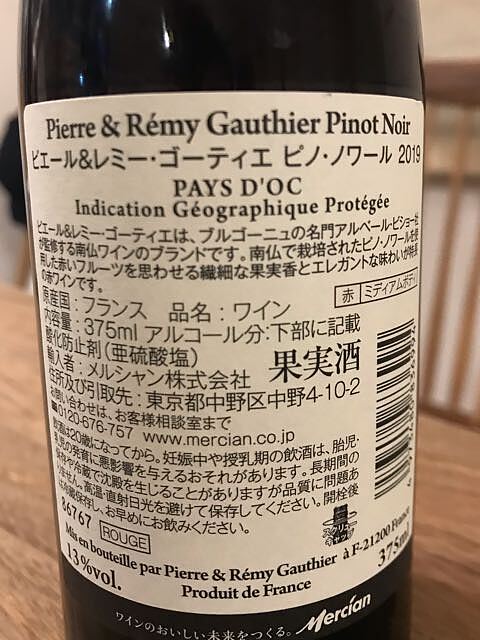 Pierre & Rémy Gauthier Pinot Noir
ピエール&レミー・ゴーティエ ピノ・ノワール 2019
PAYS D'OC
Indication Géographique Protégée
ピエール&レミー・ゴーティエは、ブルゴーニュの名門アルベール・ビショー社
が監修する南仏ワインのブランドです。南仏で栽培されたピノ・ノワールを使
用した赤いフルーツを思わせる繊細な果実香とエレガントな味わいが特長
の赤ワインです。
赤 ミディアムボディ
原産国:フランス 品名:ワイン
内容量:375ml アルコール分:下部に記載
酸化防止剤(亜硫酸塩)
果実酒
輸入者:メルシャン株式会社
住所及び引取先:東京都中野区中野4-10-2
お問い合わせは、お客様相談室まで
0120-676-757 www.mercian.co.jp
飲酒は20歳になってから。妊娠中や授乳期の飲酒は、胎児・
乳児の発育に悪影響を与えるおそれがあります。長期間の
保存や冷蔵で沈殿を生じることがありますが品質に問題あ
りません。高温・直射日光を避けて保存してください。開栓後
は冷蔵保存し、お早めにお飲みください。
86767 ROUGE
スクリュー
キャップ
Mis en bouteille par Pierre & Rémy Gauthier à F-21200 France
13%vol.
Produit de France
375ml
ワインのおいしい未来をつくる。 Mercian